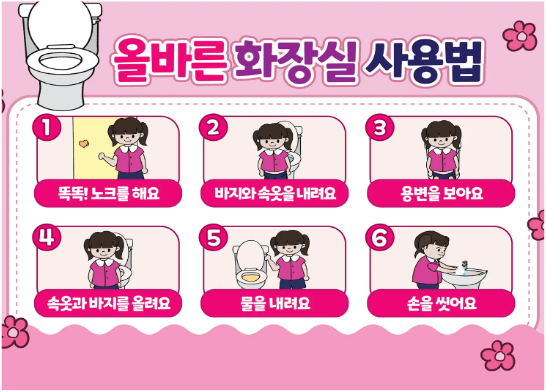 올바른 화장실 사용법
1
똑똑! 노크를 해요
2
바지와 속옷을 내려요
3
용변을 보아요
4
속옷과 바지를 올려요
5
물을 내려요
6
손을 씻어요